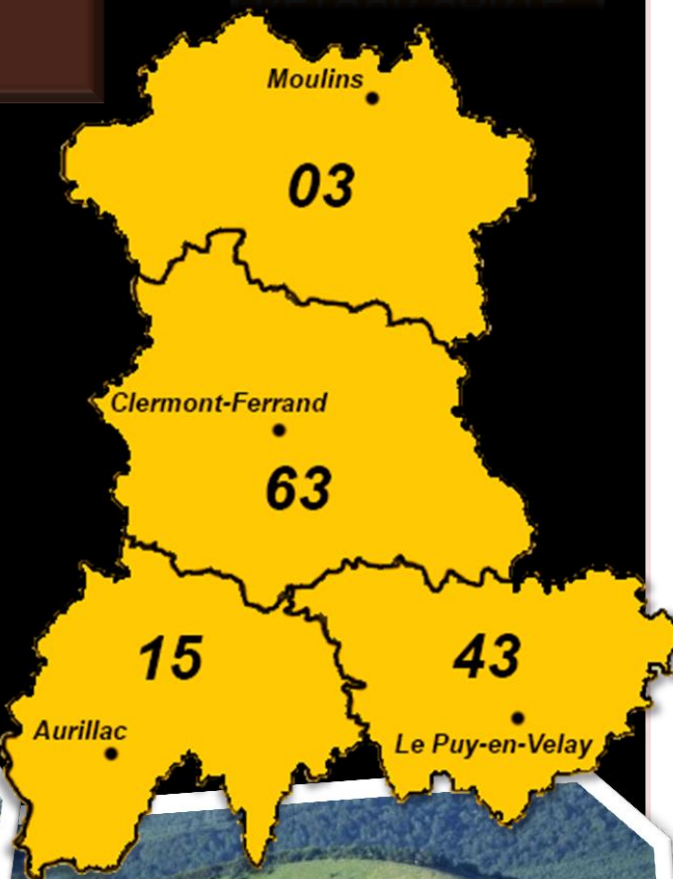 Moulins
03
Clermont-Ferrand
63
15
43
Aurillac
Le Puy-en-Velay